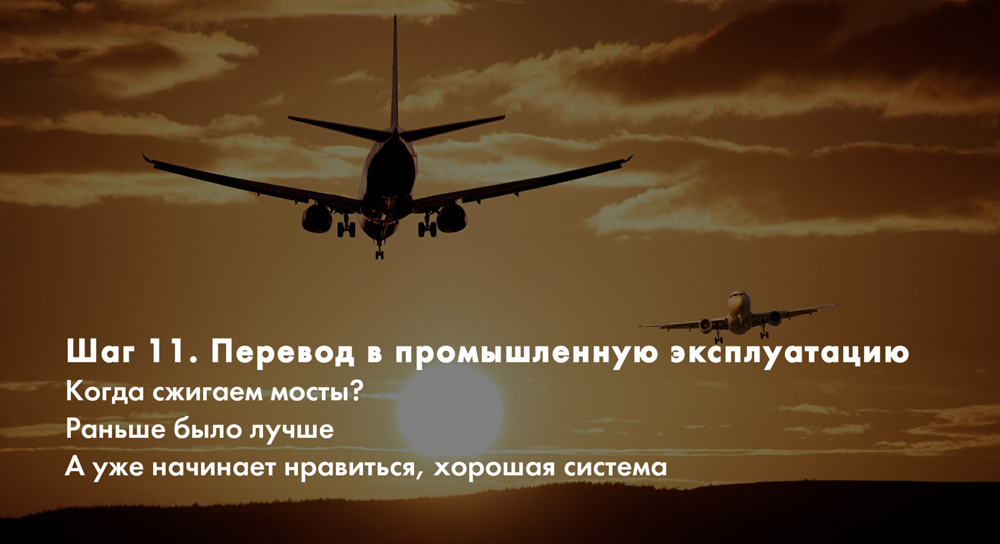 Шаг 11. Перевод в промышленную эксплуатацию
Когда сжигаем мосты?
Раньше было лучше
А уже начинает нравиться, хорошая система